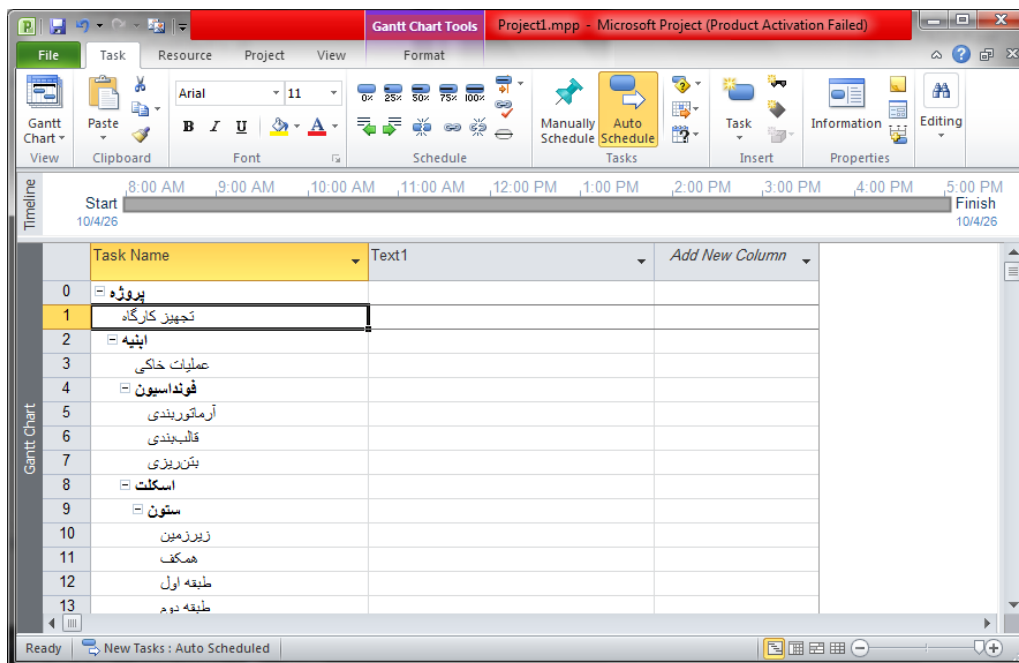 Gantt Chart Tools Project1.mpp - Microsoft Project (Product Activation Failed)
File Task Resource Project View Format
Arial 11
0% 25% 50% 75% 100%
Gantt Chart Paste B I U A Manually Schedule Auto Schedule Task Information Editing
View Clipboard Font Schedule Tasks Insert Properties
Timeline
8:00 AM 9:00 AM 10:00 AM 11:00 AM 12:00 PM 1:00 PM 2:00 PM 3:00 PM 4:00 PM 5:00 PM
Start Finish
10/4/26 10/4/26
Gantt Chart
Task Name Text1 Add New Column
0 پروژه
1 تجهیز کارگاه
2 ابنیه
3 عملیات خاکی
4 فونداسیون
5 آرماتوربندی
6 قالب‌بندی
7 بتن‌ریزی
8 اسکلت
9 ستون
10 زیرزمین
11 همکف
12 طبقه اول
13 طبقه دوم
Ready New Tasks : Auto Scheduled